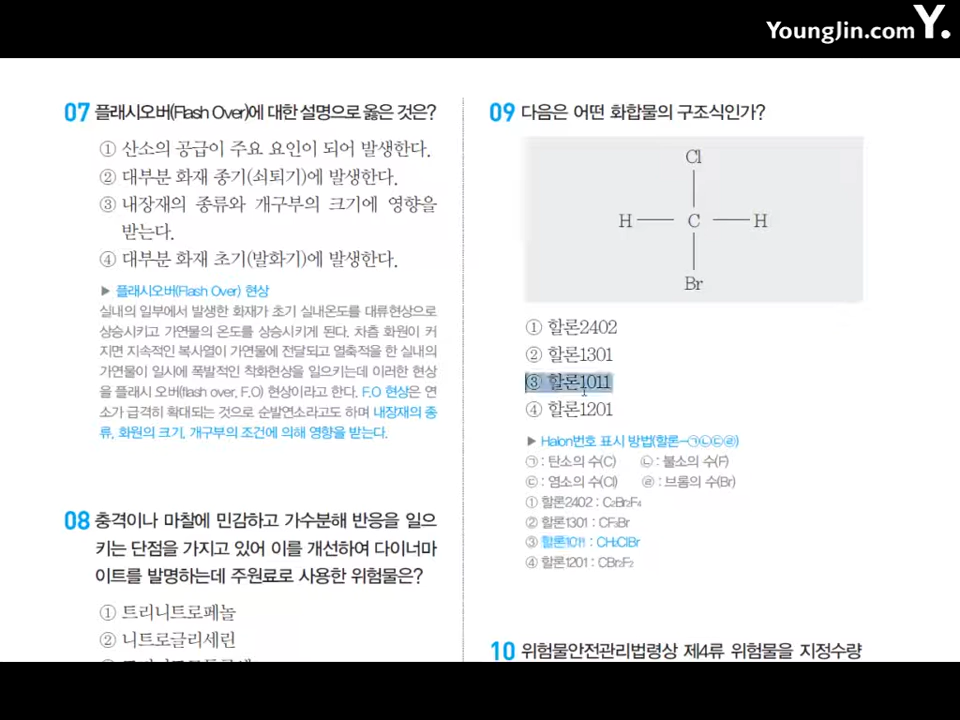 YoungJin.com Y.
07 플래시오버(Flash Over)에 대한 설명으로 옳은 것은?
① 산소의 공급이 주요 요인이 되어 발생한다.
② 대부분 화재 종기(쇠퇴기)에 발생한다.
③ 내장재의 종류와 개구부의 크기에 영향을
받는다.
④ 대부분 화재 초기(발화기)에 발생한다.
▶ 플래시오버(Flash Over) 현상
실내의 일부에서 발생한 화재가 초기 실내온도를 대류현상으로
상승시키고 가연물의 온도를 상승시키게 된다. 차츰 화원이 커
지면 지속적인 복사열이 가연물에 전달되고 열축적을 한 실내의
가연물이 일시에 폭발적인 착화현상을 일으키는데 이러한 현상
을 플래시 오버(flash over, F.O) 현상이라고 한다. F.O 현상은 연
소가 급격히 확대되는 것으로 순발연소라고도 하며 내장재의 종
류, 화원의 크기, 개구부의 조건에 의해 영향을 받는다.
08 충격이나 마찰에 민감하고 가수분해 반응을 일으
키는 단점을 가지고 있어 이를 개선하여 다이너마
이트를 발명하는데 주원료로 사용한 위험물은?
① 트리니트로페놀
② 니트로글리세린
09 다음은 어떤 화합물의 구조식인가?
Cl
H C H
Br
① 할론2402
② 할론1301
③ 할론1011
④ 할론1201
▶ Halon번호 표시 방법(할론-㉠㉡㉢㉣)
㉠ : 탄소의 수(C) ㉡ : 불소의 수(F)
㉢ : 염소의 수(Cl) ㉣ : 브롬의 수(Br)
① 할론2402 : C₂Br₂F₄
② 할론1301 : CF₃Br
③ 할론1011 : CH₂ClBr
④ 할론1201 : CBr₂F₂
10 위험물안전관리법령상 제4류 위험물을 지정수량